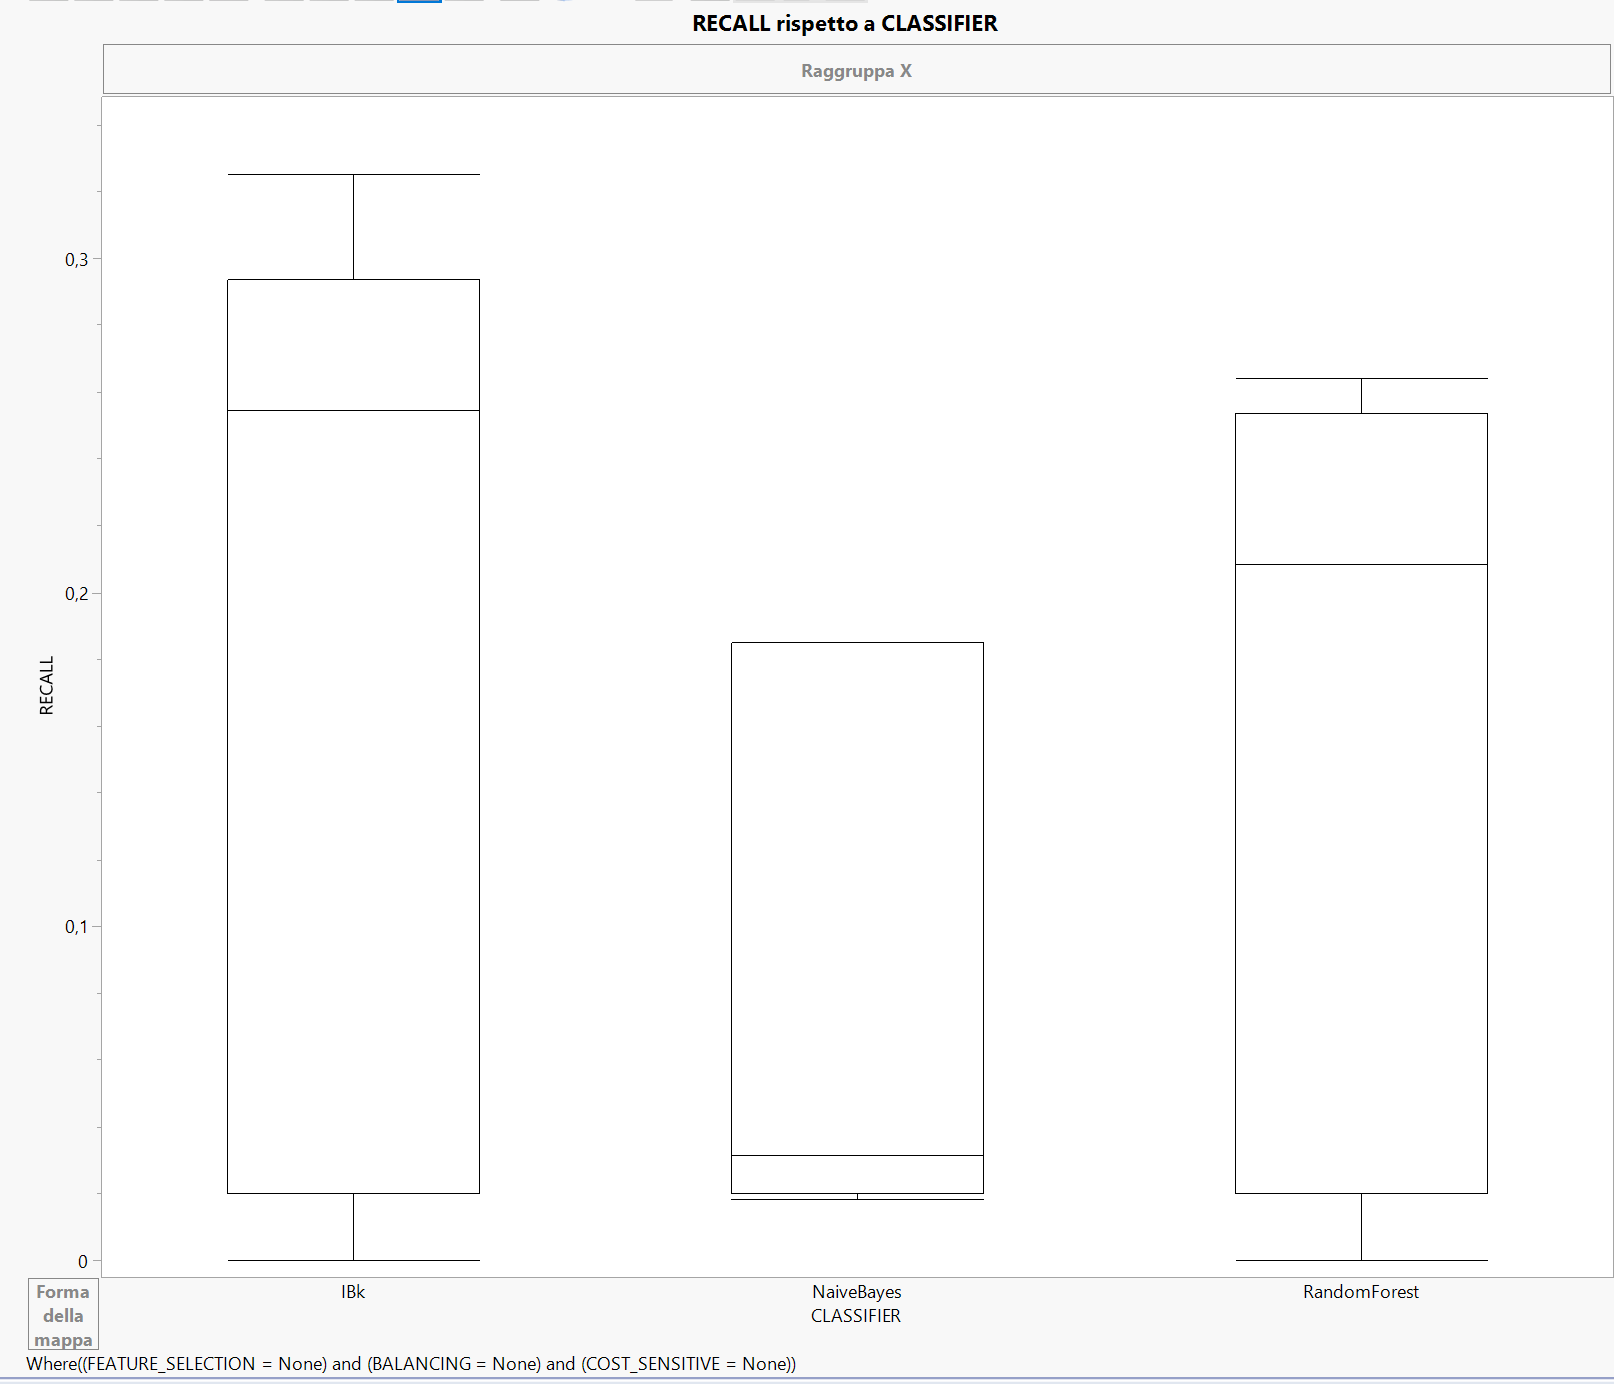 RECALL rispetto a CLASSIFIER
Raggruppa X
0,3
0,2
0,1
0
RECALL
IBk
NaiveBayes
RandomForest
CLASSIFIER
Forma
della
mappa
Where((FEATURE_SELECTION = None) and (BALANCING = None) and (COST_SENSITIVE = None))